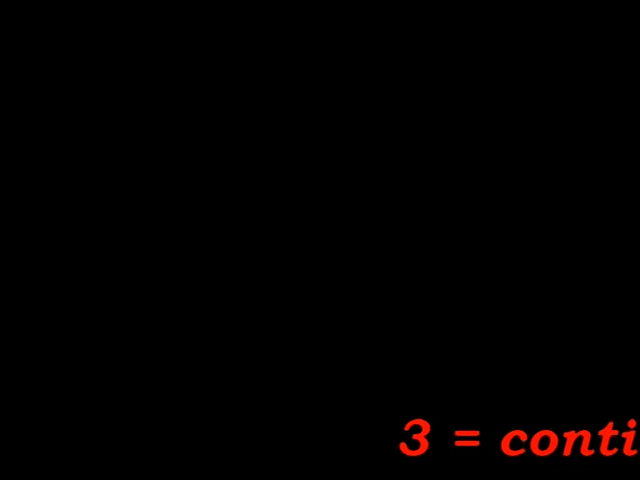 3 = conti